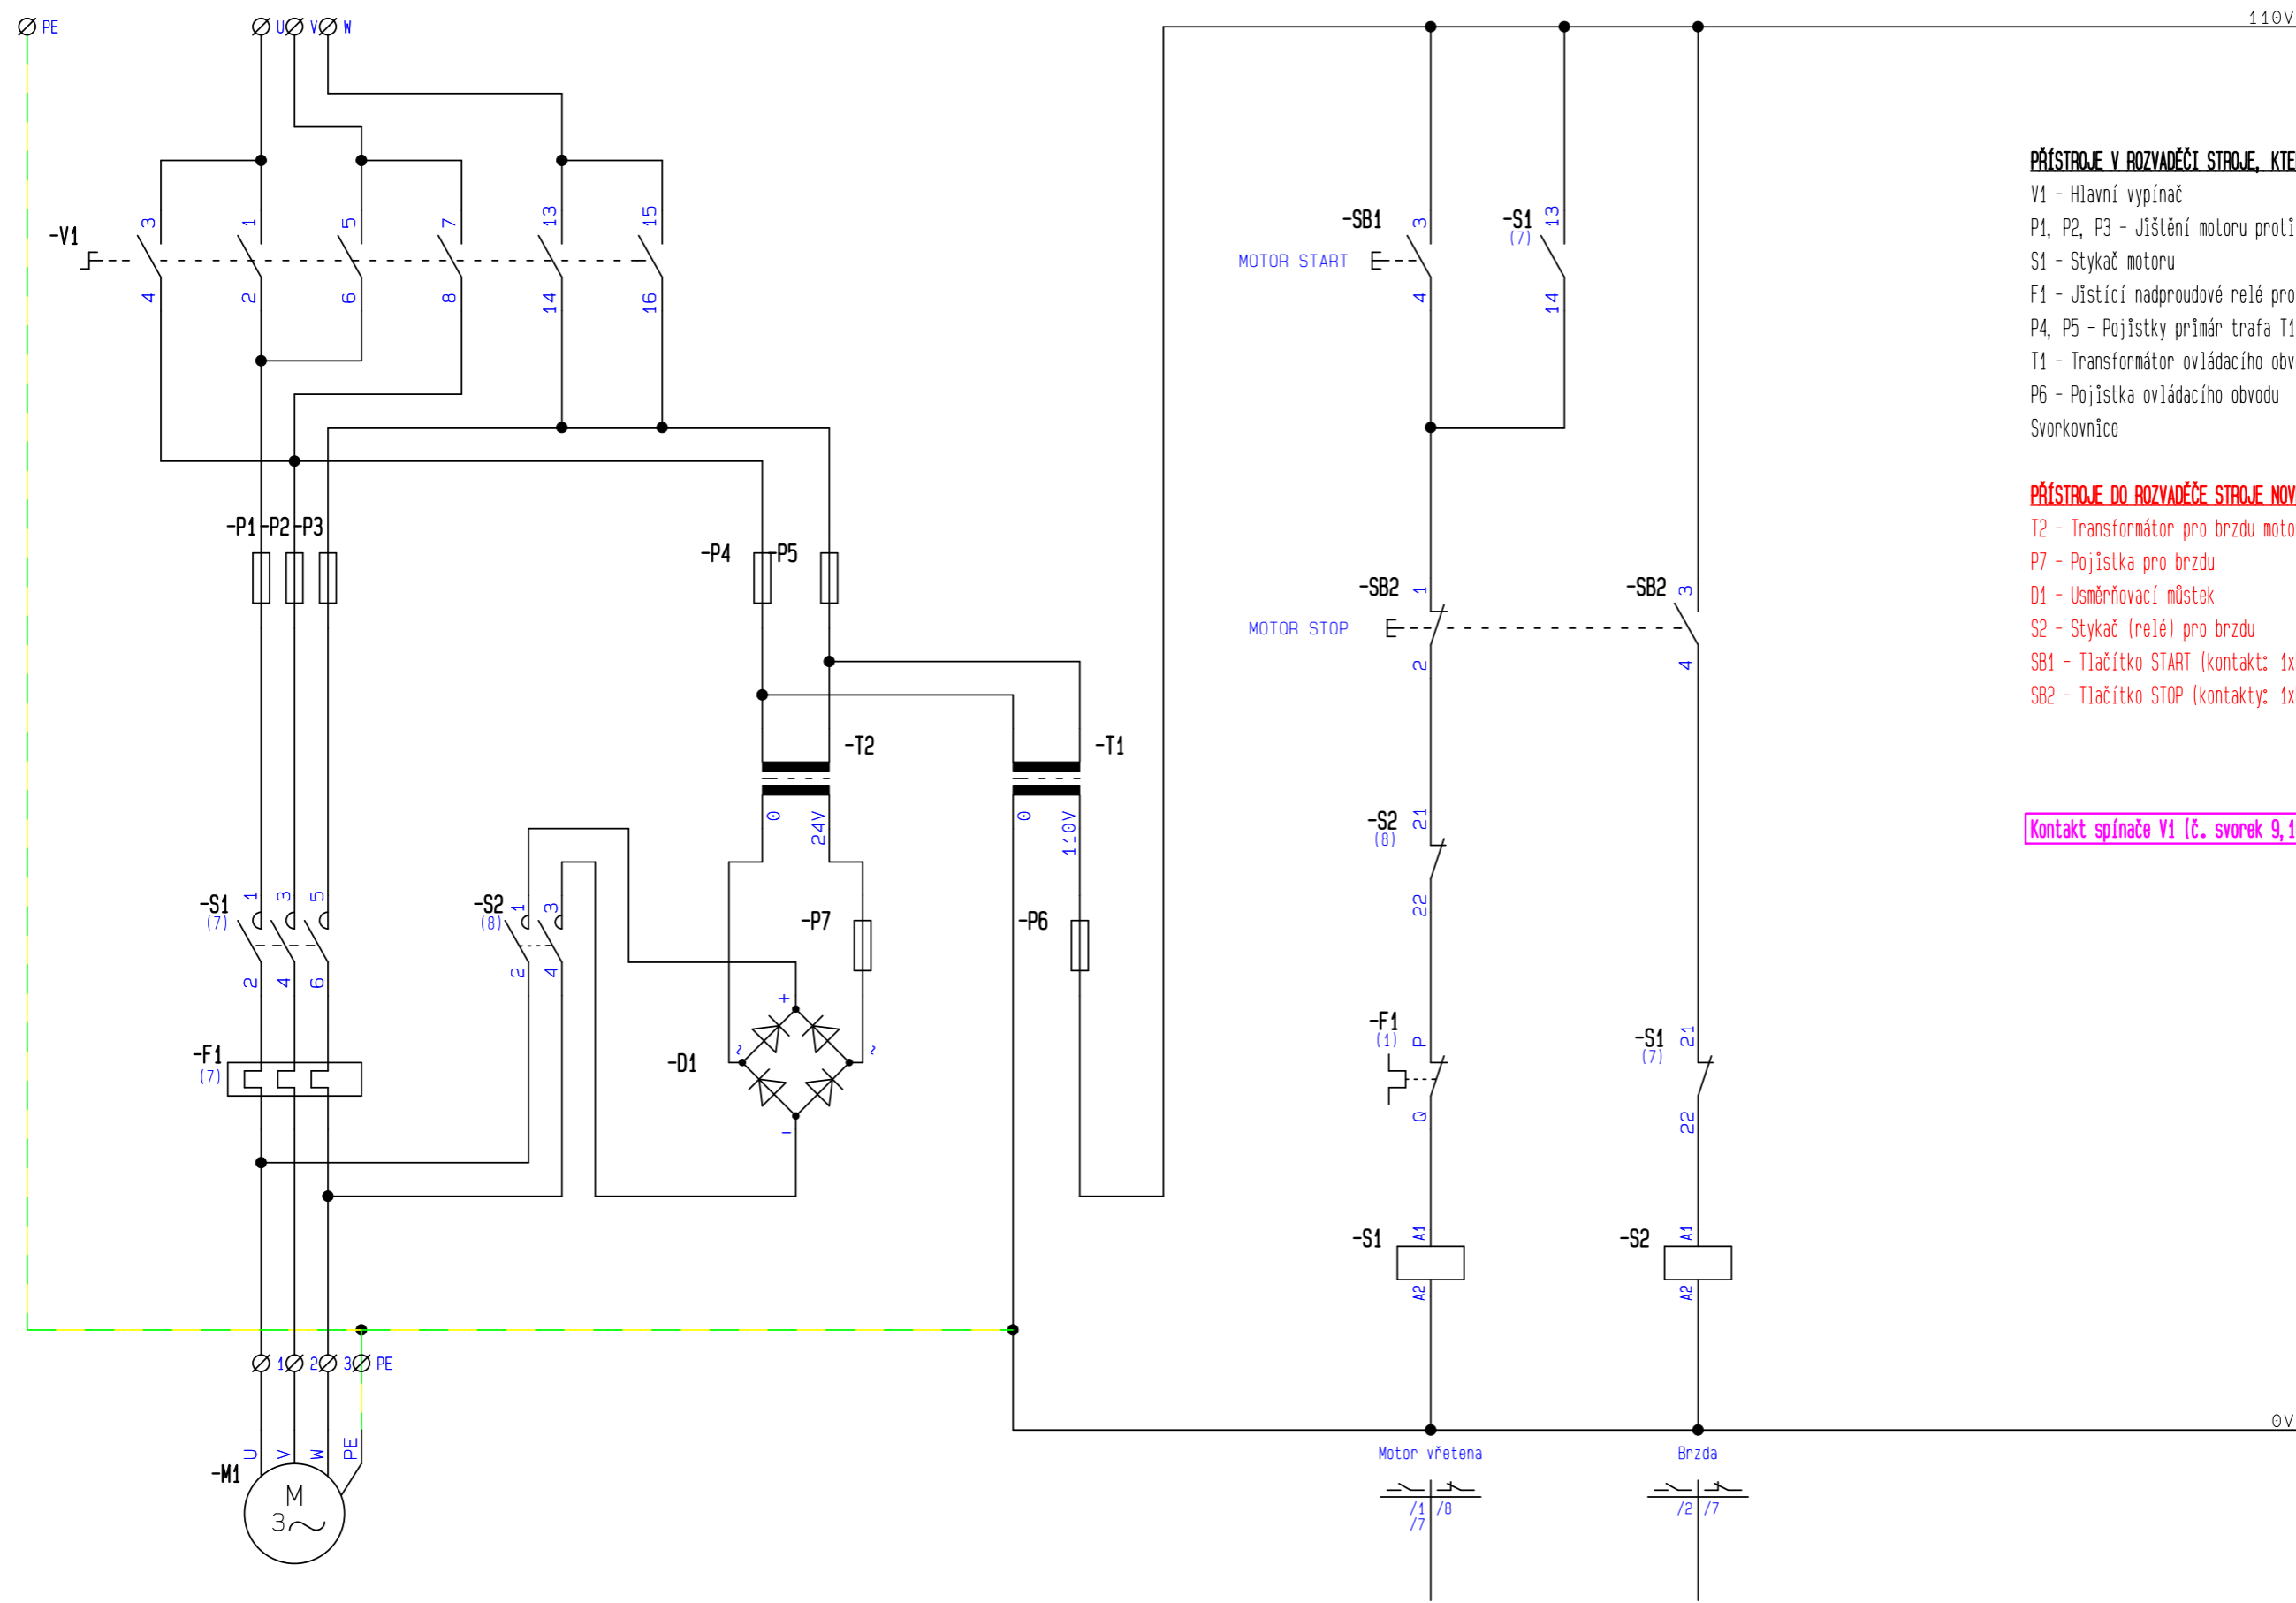 PE
U V W
110V
-V1
3 1 5 7 13 15
4 2 6 8 14 16
-SB1 3
MOTOR START
4
-S1 13
(7)
14
PŘÍSTROJE V ROZVADĚČI STROJE,
V1 - Hlavní vypínač
P1, P2, P3 - Jištění motoru proti
S1 - Stykač motoru
F1 - Jistící nadproudové relé pro
P4, P5 - Pojistky primár trafa T1
T1 - Transformátor ovládacího
P6 - Pojistka ovládacího obvodu
Svorkovnice
PŘÍSTROJE DO ROZVADĚČE STROJE
T2 - Transformátor pro brzdu
P7 - Pojistka pro brzdu
D1 - Usměrňovací můstek
S2 - Stykač (relé) pro brzdu
SB1 - Tlačítko START (kontakt: 1x
SB2 - Tlačítko STOP (kontakty: 1x
Kontakt spínače V1 (č. svorek 9,
-P1 -P2 -P3
-P4 -P5
-SB2 1
MOTOR STOP
2
-SB2 3
4
-T2
0 24V
-T1
0 110V
-S2 21
(8)
22
-S1 1 3 5
(7)
2 4 6
-S2 1 3
(8)
2 4
-P7
-P6
-F1
(7)
-D1
+
~ ~
-
-F1 P
(1)
Q
-S1 21
(7)
22
-S1 A1
A2
-S2 A1
A2
1 2 3 PE
0V
U V W PE
-M1
M
3~
Motor vřetena
/1 /8
/7
Brzda
/2 /7